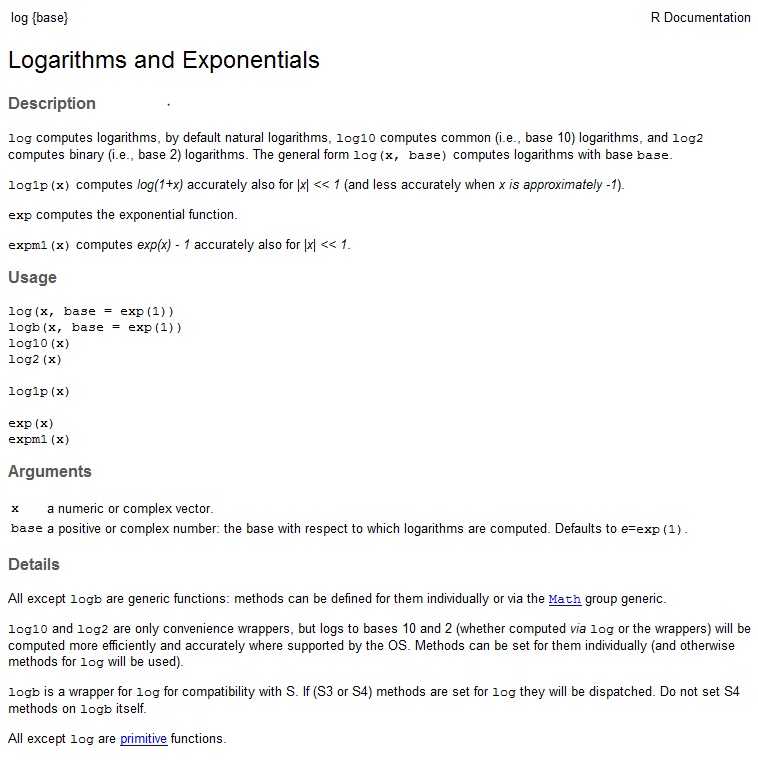 log {base}
R Documentation
Logarithms and Exponentials
Description
log computes logarithms, by default natural logarithms, log10 computes common (i.e., base 10) logarithms, and log2
computes binary (i.e., base 2) logarithms. The general form log(x, base) computes logarithms with base base.
log1p(x) computes log(1+x) accurately also for |x| << 1 (and less accurately when x is approximately -1).
exp computes the exponential function.
expm1(x) computes exp(x) - 1 accurately also for |x| << 1.
Usage
log(x, base = exp(1))
logb(x, base = exp(1))
log10(x)
log2(x)
log1p(x)
exp(x)
expm1(x)
Arguments
x a numeric or complex vector.
base a positive or complex number: the base with respect to which logarithms are computed. Defaults to e=exp(1).
Details
All except logb are generic functions: methods can be defined for them individually or via the Math group generic.
log10 and log2 are only convenience wrappers, but logs to bases 10 and 2 (whether computed via log or the wrappers) will be
computed more efficiently and accurately where supported by the OS. Methods can be set for them individually (and otherwise
methods for log will be used).
logb is a wrapper for log for compatibility with S. If (S3 or S4) methods are set for log they will be dispatched. Do not set S4
methods on logb itself.
All except log are primitive functions.